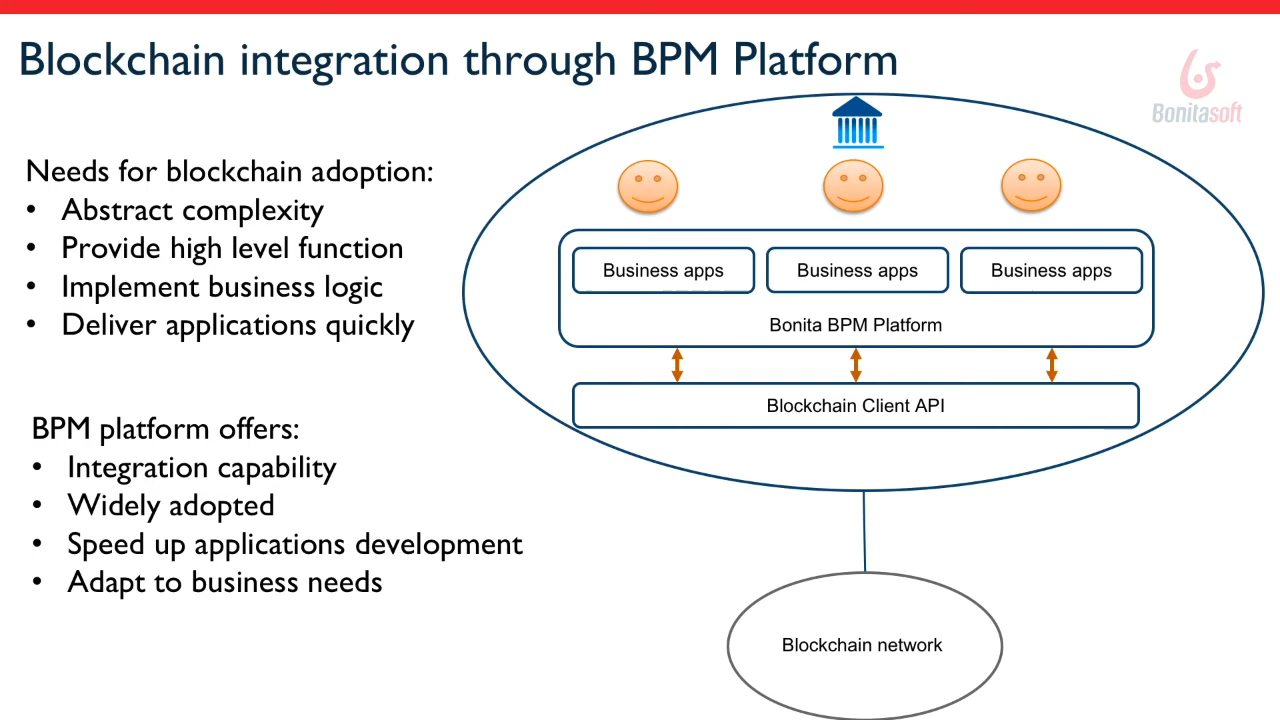 Blockchain integration through BPM Platform
Bonitasoft
Needs for blockchain adoption:
• Abstract complexity
• Provide high level function
• Implement business logic
• Deliver applications quickly
BPM platform offers:
• Integration capability
• Widely adopted
• Speed up applications development
• Adapt to business needs
Business apps
Business apps
Business apps
Bonita BPM Platform
Blockchain Client API
Blockchain network